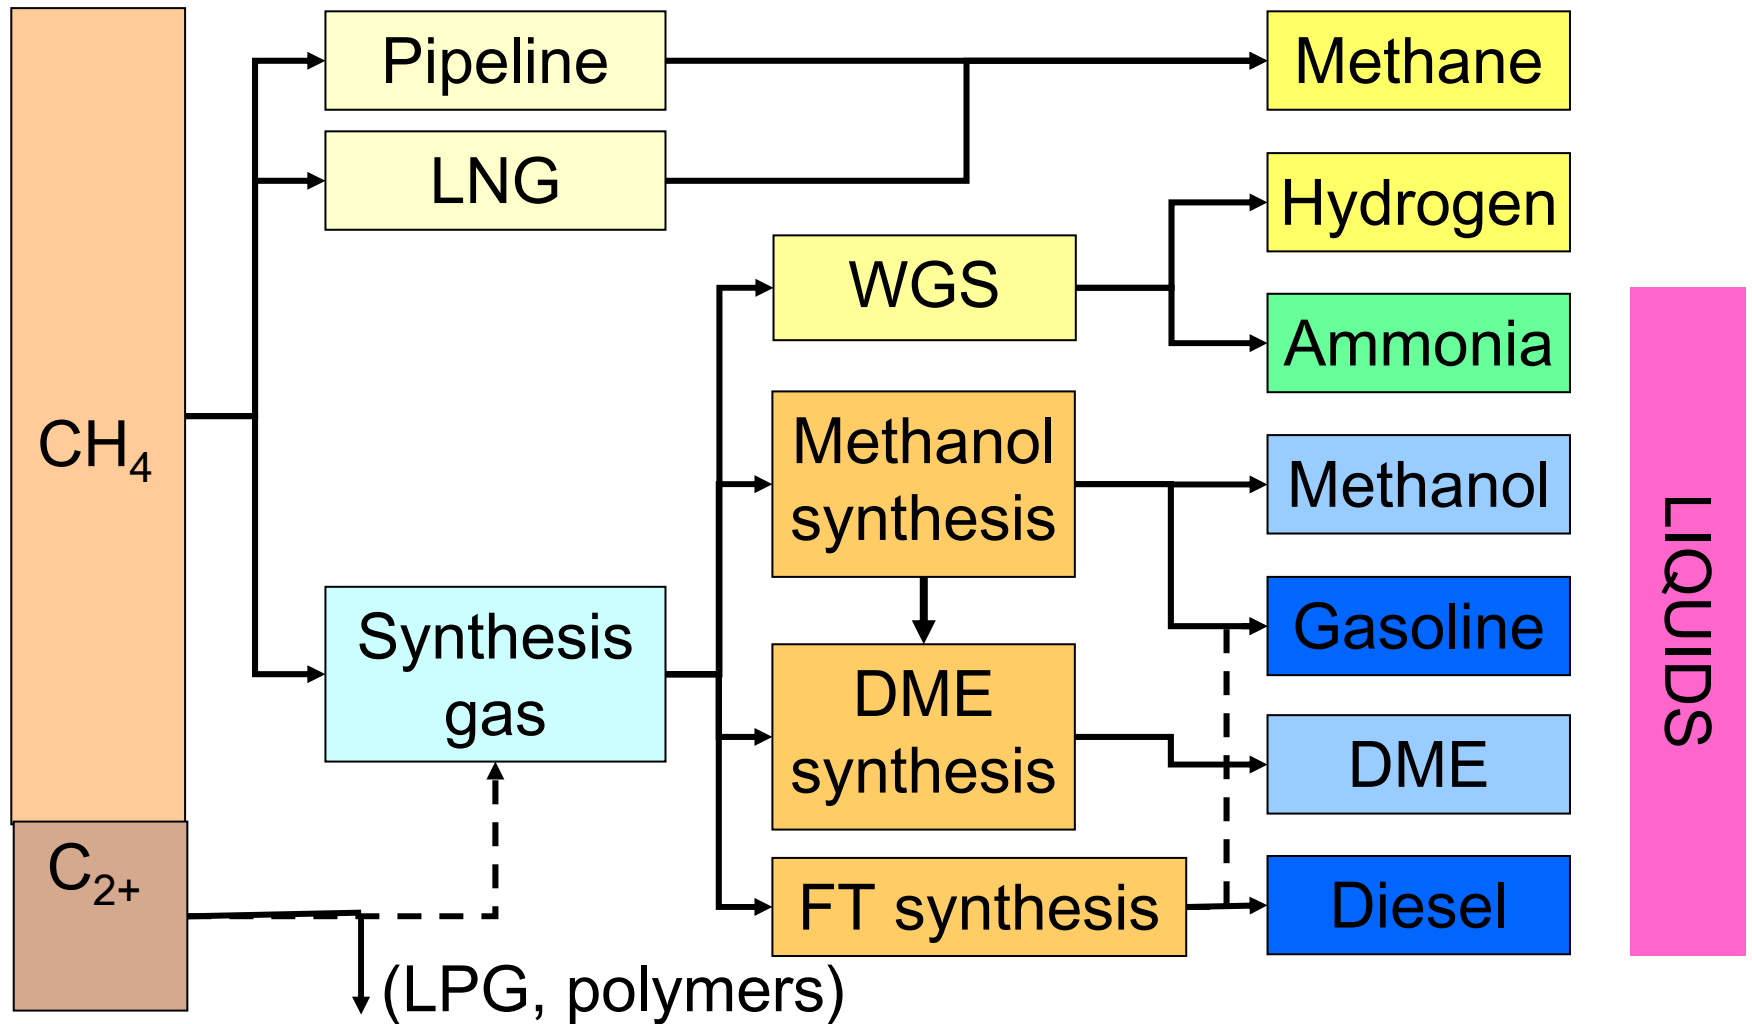 CH₄
C₂₊
Pipeline
LNG
Synthesis
gas
(LPG, polymers)
WGS
Methanol
synthesis
DME
synthesis
FT synthesis
Methane
Hydrogen
Ammonia
Methanol
Gasoline
DME
Diesel
LIQUIDS